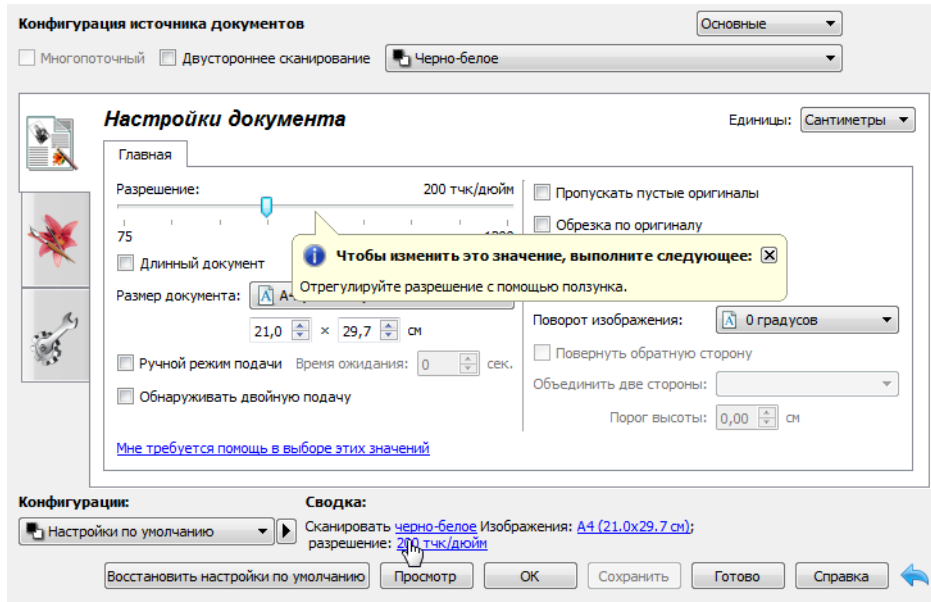 Конфигурация источника документов
Основные
Многопоточный
Двустороннее сканирование
Черно-белое
Настройки документа
Единицы:
Сантиметры
Главная
Разрешение:
200 тчк/дюйм
75
Пропускать пустые оригиналы
Обрезка по оригиналу
Чтобы изменить это значение, выполните следующее:
Отрегулируйте разрешение с помощью ползунка.
Длинный документ
Размер документа:
21,0 × 29,7 см
Ручной режим подачи
Время ожидания: 0 сек.
Обнаруживать двойную подачу
Мне требуется помощь в выборе этих значений
Поворот изображения:
0 градусов
Повернуть обратную сторону
Объединить две стороны:
Порог высоты: 0,00 см
Конфигурации:
Настройки по умолчанию
Сводка:
Сканировать черно-белое Изображения: A4 (21.0x29.7 см);
разрешение: 200 тчк/дюйм
Восстановить настройки по умолчанию
Просмотр
ОК
Сохранить
Готово
Справка